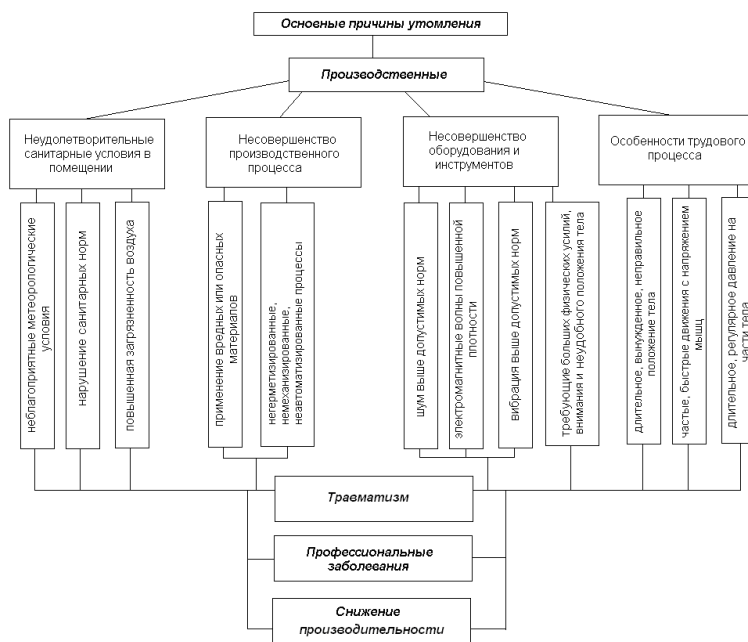 Основные причины утомления
Производственные
Неудолетворительные
санитарные условия в
помещении
Несовершенство
производственного
процесса
Несовершенство
оборудования и
инструментов
Особенности трудового
процесса
неблагоприятные метеорологические
условия
нарушение санитарных норм
повышенная загрязненность воздуха
применение вредных или опасных
материалов
негерметизированные,
немеханизированные,
неавтоматизированные процессы
шум выше допустимых норм
электромагнитные волны повышенной
плотности
вибрация выше допустимых норм
требующие больших физических усилий,
внимания и неудобного положения тела
длительное, вынужденное, неправильное
положение тела
частые, быстрые движения с напряжением
мышц
длительное, регулярное давление на
части тела
Травматизм
Профессиональные
заболевания
Снижение
производительности